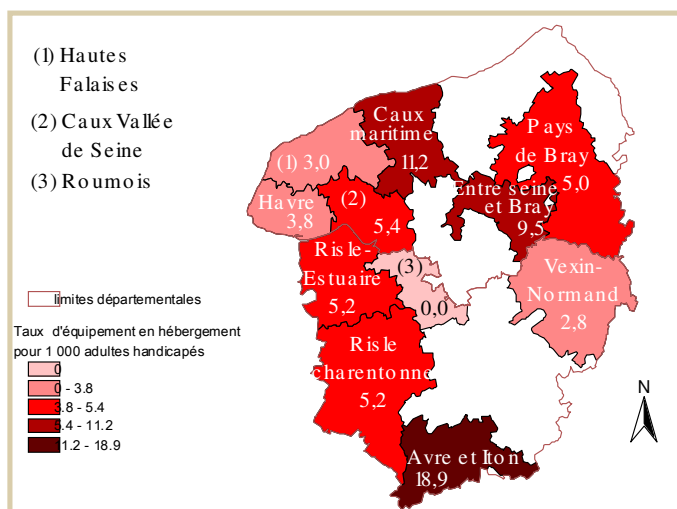 (1) Hautes
Falaises
(2) Caux Vallée
de Seine
(3) Roumois
Caux
maritime
11,2
Pays
de Bray
5,0
(1) 3,0
Entre seine
et Bray
9,5
Havre
3,8
(2)
5,4
Risle-
Estuaire
5,2
(3)
0,0
Vexin-
Normand
2,8
Risle
charentonne
5,2
Avre et Iton
18,9
N
limites départementales
Taux d'équipement en hébergement
pour 1 000 adultes handicapés
0
0 - 3.8
3.8 - 5.4
5.4 - 11.2
1.2 - 18.9